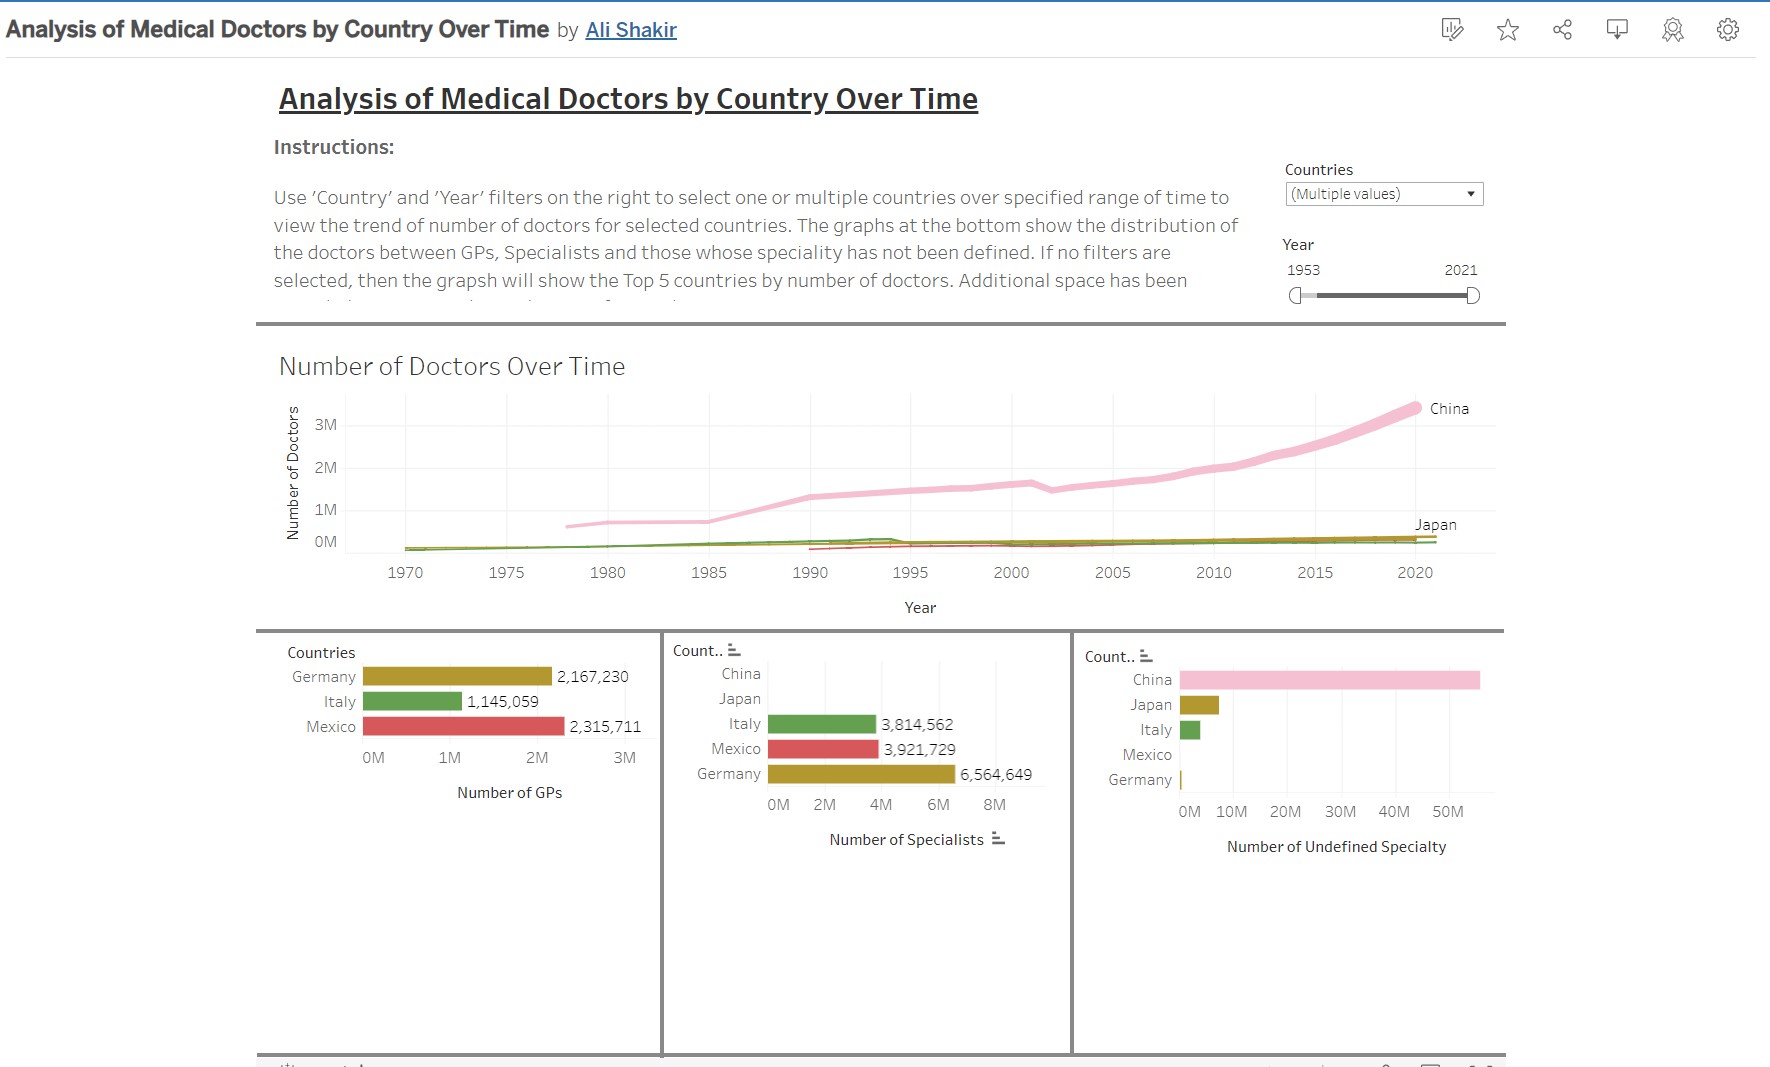 Analysis of Medical Doctors by Country Over Time by Ali Shakir
Analysis of Medical Doctors by Country Over Time
Instructions:
Use ’Country’ and ’Year’ filters on the right to select one or multiple countries over specified range of time to
view the trend of number of doctors for selected countries. The graphs at the bottom show the distribution of
the doctors between GPs, Specialists and those whose speciality has not been defined. If no filters are
selected, then the grapsh will show the Top 5 countries by number of doctors. Additional space has been
Countries
(Multiple values)
Year
1953 2021
Number of Doctors Over Time
Number of Doctors
3M
2M
1M
0M
China
Japan
1970 1975 1980 1985 1990 1995 2000 2005 2010 2015 2020
Year
Countries
Germany 2,167,230
Italy 1,145,059
Mexico 2,315,711
0M 1M 2M 3M
Number of GPs
Count..
China
Japan
Italy 3,814,562
Mexico 3,921,729
Germany 6,564,649
0M 2M 4M 6M 8M
Number of Specialists
Count..
China
Japan
Italy
Mexico
Germany
0M 10M 20M 30M 40M 50M
Number of Undefined Specialty